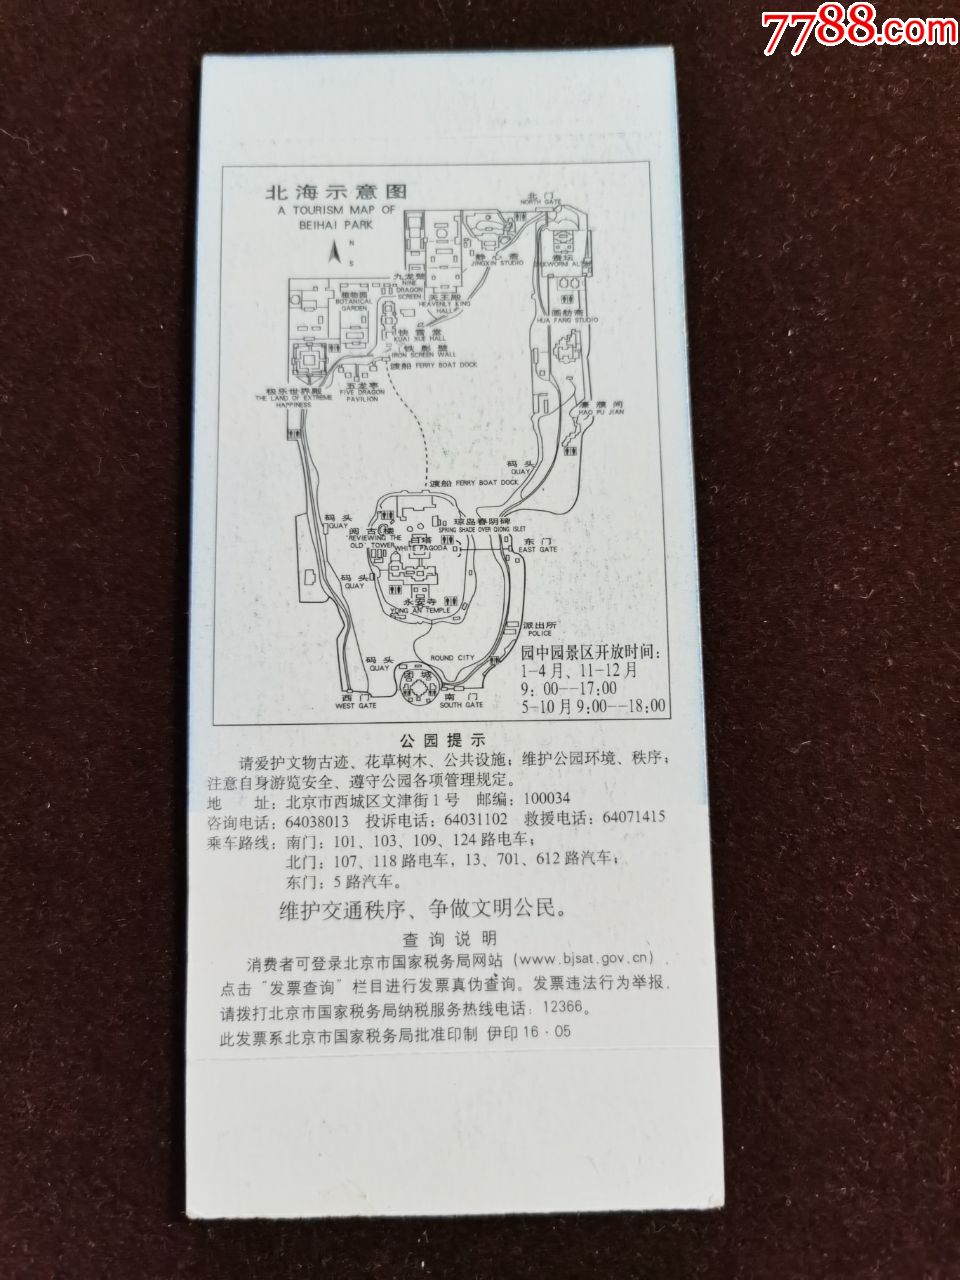 7788.com
北海示意图
A TOURISM MAP OF
BEIHAI PARK
N
S
北门
NORTH GATE
静心斋
JINGXIN STUDIO
蚕坛
九龙壁
NINE
DRAGON
SCREEN
天王殿
HEAVENLY KING
HALL
植物园
BOTANICAL
GARDEN
画舫斋
HUA FANG STUDIO
快雪堂
KUAI XUE HALL
铁影壁
IRON SCREEN WALL
渡船 FERRY BOAT DOCK
极乐世界殿
THE LAND OF EXTREME
HAPPINESS
五龙亭
FIVE DRAGON
PAVILION
濠濮间
HAO PU JIAN
码头
QUAY
渡船 FERRY BOAT DOCK
码头
QUAY
阅古楼
"REVIEWING THE
OLD" TOWER
琼岛春阴碑
SPRING SHADE OVER QIONG ISLET
白塔
WHITE PAGODA
东门
EAST GATE
码头
QUAY
永安寺
YONG AN TEMPLE
派出所
POLICE
码头
QUAY
ROUND CITY
团城
西门
WEST GATE
南门
SOUTH GATE
园中园景区开放时间：
1-4月、11-12月
9：00--17:00
5-10月 9:00--18:00
公园提示
请爱护文物古迹、花草树木、公共设施；维护公园环境、秩序；
注意自身游览安全、遵守公园各项管理规定。
地　　址：北京市西城区文津街1号　邮编：100034
咨询电话：64038013　投诉电话：64031102　救援电话：64071415
乘车路线：南门：101、103、109、124路电车；
北门：107、118路电车，13、701、612路汽车；
东门：5路汽车。
维护交通秩序、争做文明公民。
查询说明
消费者可登录北京市国家税务局网站（www.bjsat.gov.cn），
点击“发票查询”栏目进行发票真伪查询。发票违法行为举报，
请拨打北京市国家税务局纳税服务热线电话：12366。
此发票系北京市国家税务局批准印制 伊印16·05